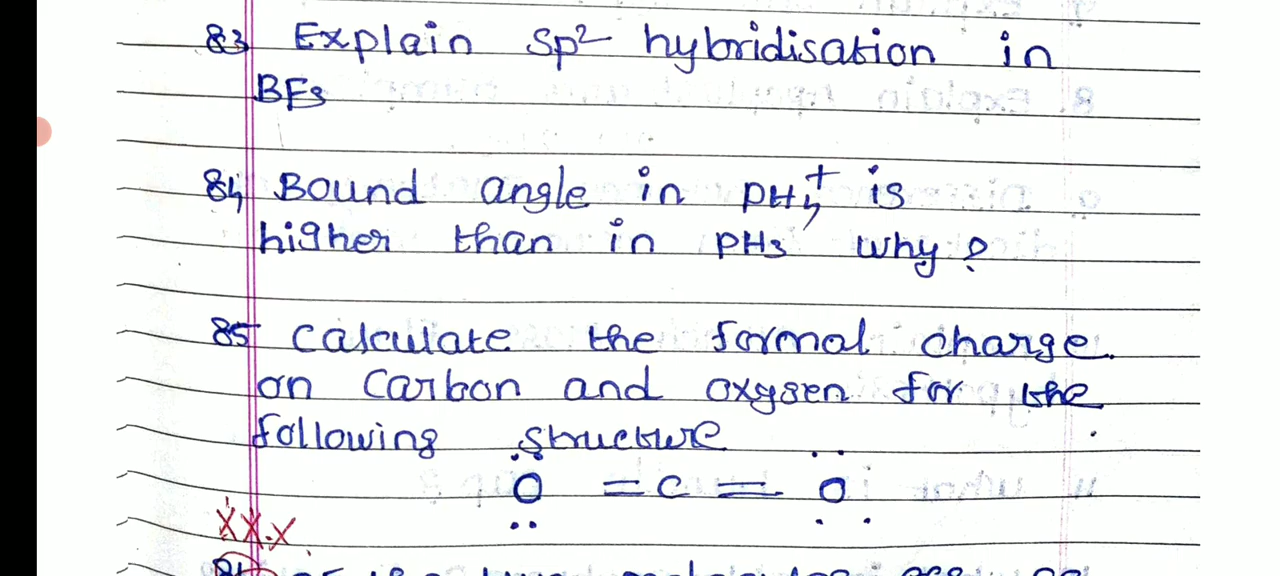 83 Explain sp² hybridisation in
BF3
84 Bound angle in PH4+ is
higher than in PH3 why ?
85 calculate the formal charge.
on carbon and oxygen for the
following structure
O = C = O
XX.X